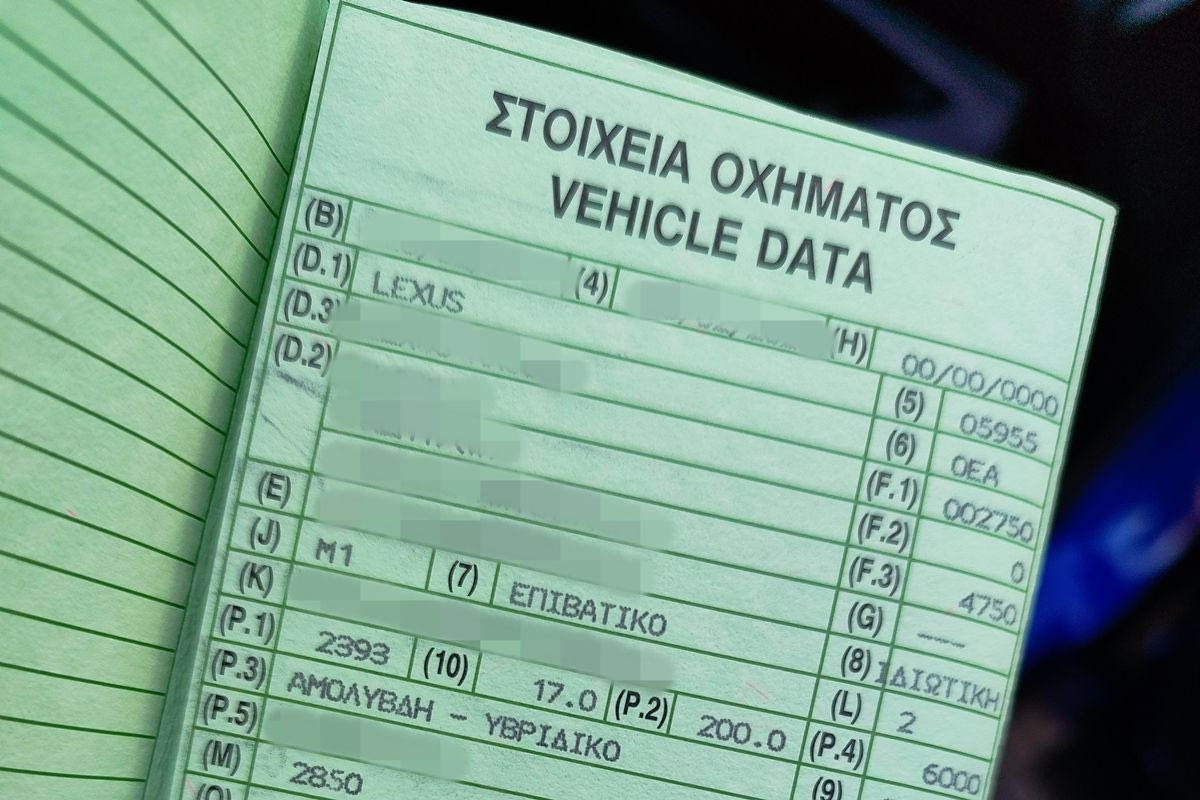 ΣΤΟΙΧΕΙΑ ΟΧΗΜΑΤΟΣ
VEHICLE DATA
(B) (4) (H) 00/00/0000
(D.1) LEXUS (5) 05955
(D.3) (6) ΟΕΑ
(D.2) (F.1) 002750
(F.2) 0
(F.3) 4750
(E) (G) ----
(J) M1 (7) ΕΠΙΒΑΤΙΚΟ (8) ΙΔΙΩΤΙΚΗ
(K) (L) 2
(P.1) 2393 (10) 17.0 (P.2) 200.0 (P.4) 6000
(P.3) ΑΜΟΛΥΒΔΗ - ΥΒΡΙΔΙΚΟ (9)
(P.5)
(M) 2850